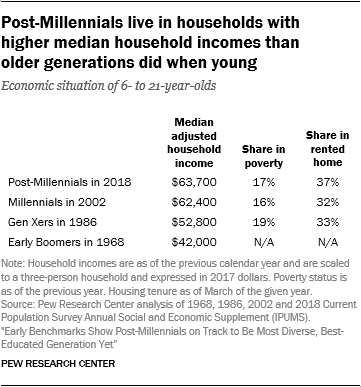 Post-Millennials live in households with
higher median household incomes than
older generations did when young
Economic situation of 6- to 21-year-olds
Median
adjusted
household
income
Share in
poverty
Share in
rented
home
Post-Millennials in 2018 $63,700 17% 37%
Millennials in 2002 $62,400 16% 32%
Gen Xers in 1986 $52,800 19% 33%
Early Boomers in 1968 $42,000 N/A N/A
Note: Household incomes are as of the previous calendar year and are scaled
to a three-person household and expressed in 2017 dollars. Poverty status is
as of the previous year. Housing tenure as of March of the given year.
Source: Pew Research Center analysis of 1968, 1986, 2002 and 2018 Current
Population Survey Annual Social and Economic Supplement (IPUMS).
"Early Benchmarks Show Post-Millennials on Track to Be Most Diverse, Best-
Educated Generation Yet"
PEW RESEARCH CENTER